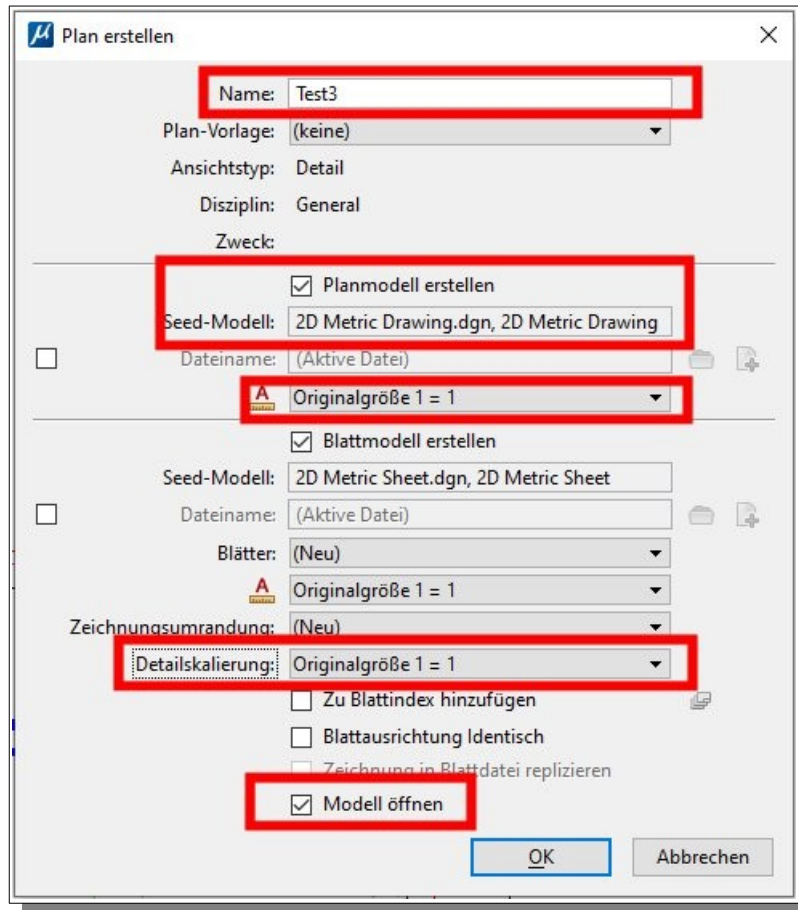 Plan erstellen
Name: Test3
Plan-Vorlage: (keine)
Ansichtstyp: Detail
Disziplin: General
Zweck:
Planmodell erstellen
Seed-Modell: 2D Metric Drawing.dgn, 2D Metric Drawing
Dateiname: (Aktive Datei)
A Originalgröße 1 = 1
Blattmodell erstellen
Seed-Modell: 2D Metric Sheet.dgn, 2D Metric Sheet
Dateiname: (Aktive Datei)
Blätter: (Neu)
A Originalgröße 1 = 1
Zeichnungsumrandung: (Neu)
Detailskalierung: Originalgröße 1 = 1
Zu Blattindex hinzufügen
Blattausrichtung Identisch
Zeichnung in Blattdatei replizieren
Modell öffnen
OK Abbrechen